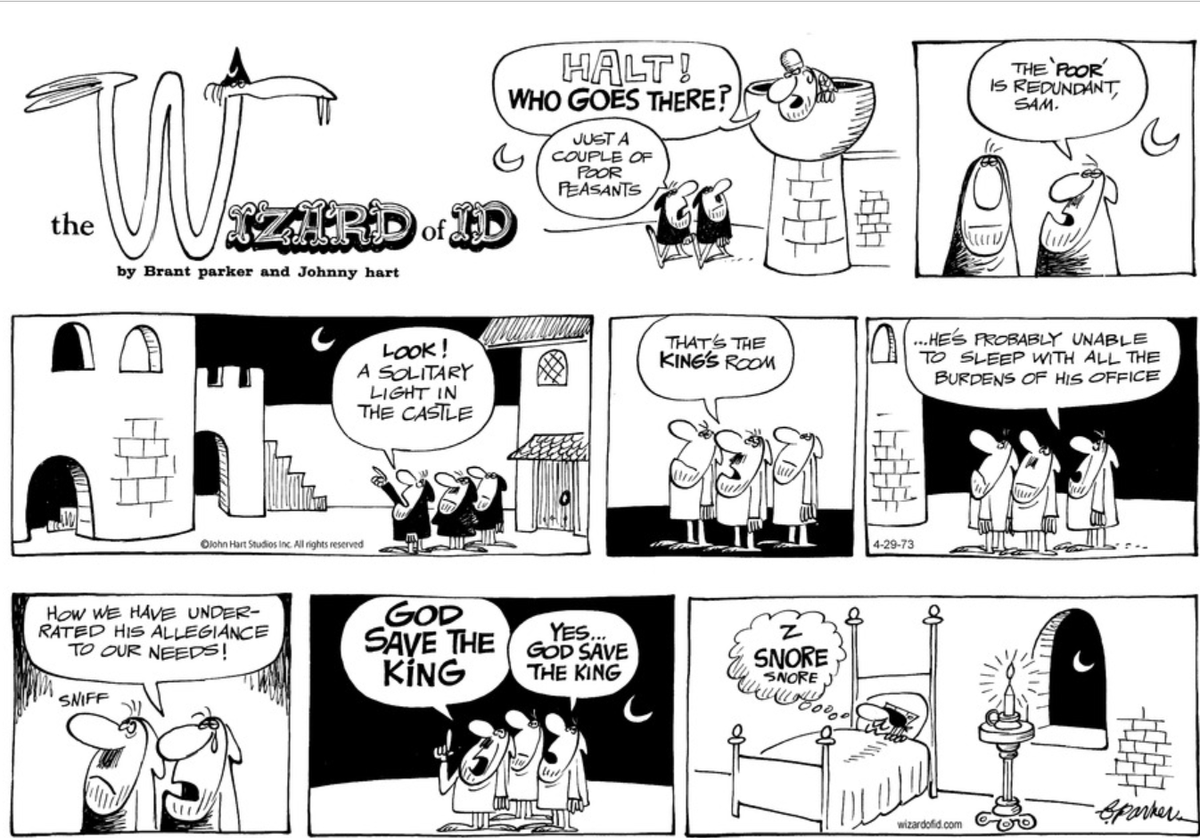 the WIZARD of ID
by Brant parker and Johnny hart
HALT!
WHO GOES THERE?
JUST A
COUPLE OF
POOR
PEASANTS
THE 'POOR'
IS REDUNDANT,
SAM.
LOOK!
A SOLITARY
LIGHT IN
THE CASTLE
©John Hart Studios Inc. All rights reserved
THAT'S THE
KING'S ROOM
...HE'S PROBABLY UNABLE
TO SLEEP WITH ALL THE
BURDENS OF HIS OFFICE
4-29-73
HOW WE HAVE UNDER-
RATED HIS ALLEGIANCE
TO OUR NEEDS!
SNIFF
GOD
SAVE THE
KING
YES...
GOD SAVE
THE KING
Z
SNORE
SNORE
wizardofid.com
B. Parker